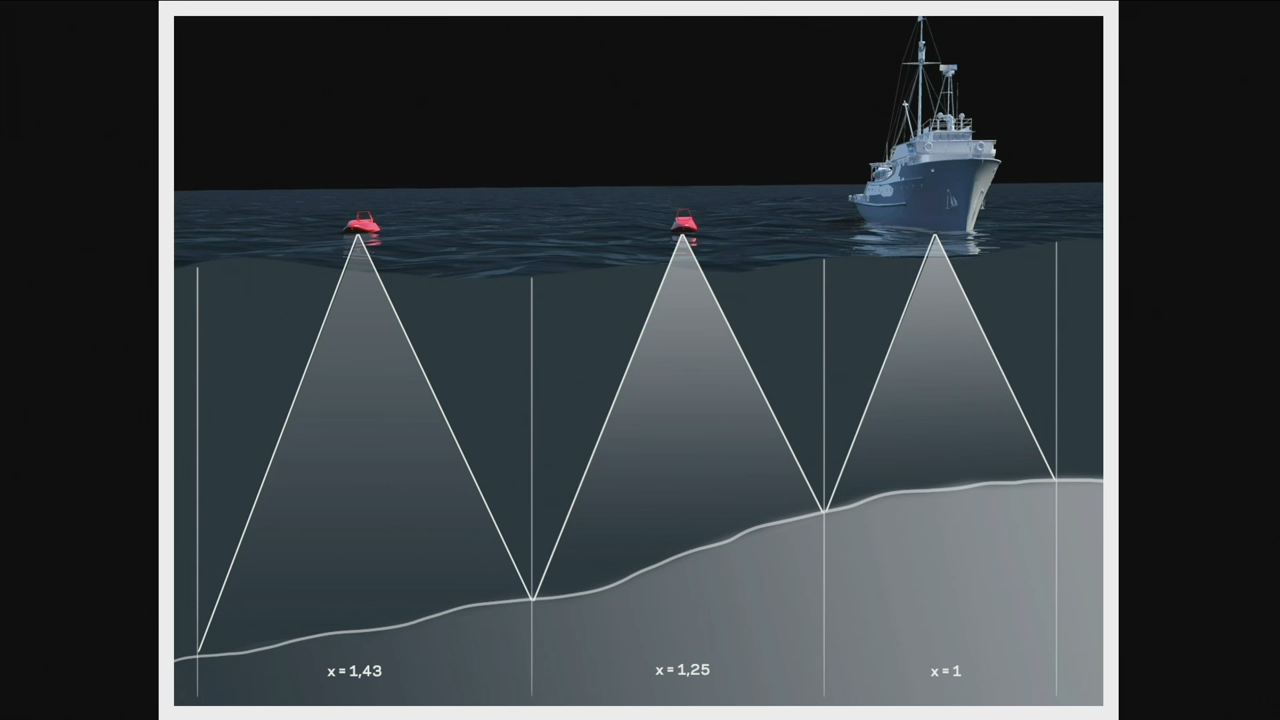 x = 1,43
x = 1,25
x = 1